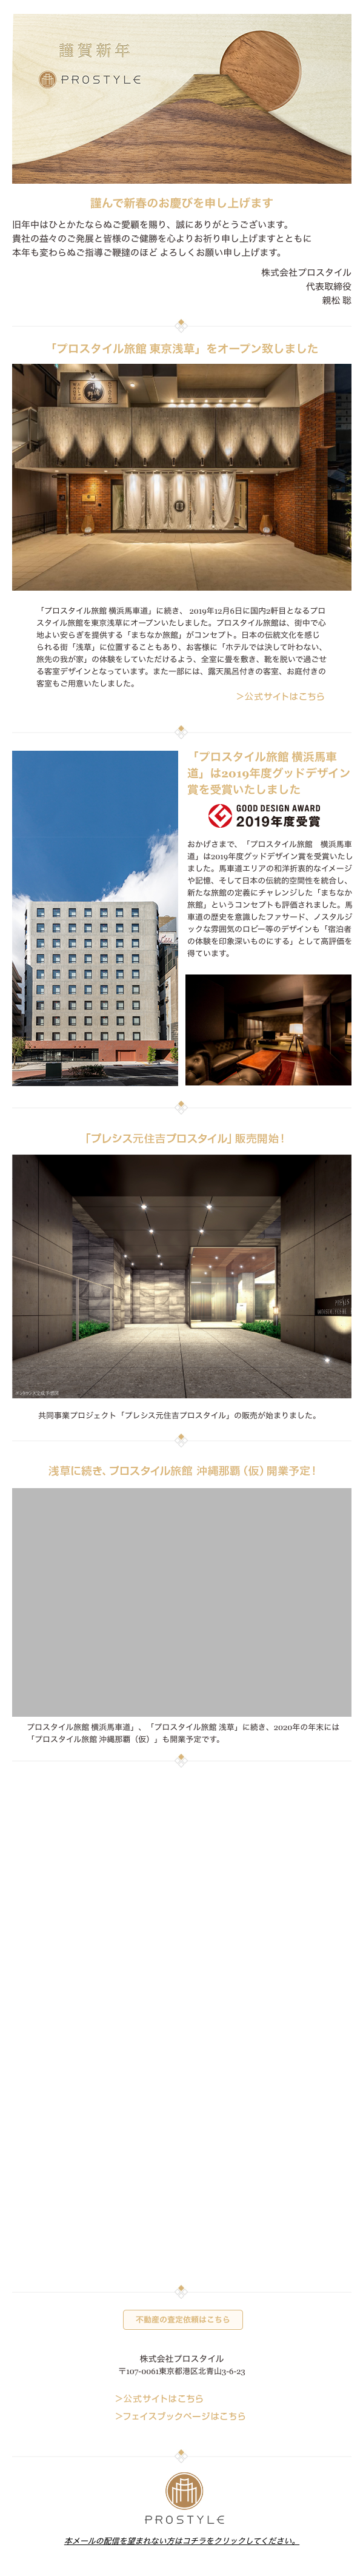 謹賀新年
PROSTYLE
謹んで新春のお慶びを申し上げます
旧年中はひとかたならぬご愛顧を賜り、誠にありがとうございます。
貴社の益々のご発展と皆様のご健勝を心よりお祈り申し上げますとともに
本年も変わらぬご指導ご鞭撻のほど よろしくお願い申し上げます。
株式会社プロスタイル
代表取締役
親松 聡
「プロスタイル旅館 東京浅草」をオープン致しました
「プロスタイル旅館 横浜馬車道」に続き、 2019年12月6日に国内2軒目となるプロ
スタイル旅館を東京浅草にオープンいたしました。プロスタイル旅館は、街中で心
地よい安らぎを提供する「まちなか旅館」がコンセプト。日本の伝統文化を感じ
られる街「浅草」に位置することもあり、お客様に「ホテルでは決して叶わない、
旅先の我が家」の体験をしていただけるよう、全室に畳を敷き、靴を脱いで過ごせ
る客室デザインとなっています。また一部には、露天風呂付きの客室、お庭付きの
客室もご用意いたしました。
＞公式サイトはこちら
「プロスタイル旅館 横浜馬車
道」は2019年度グッドデザイン
賞を受賞いたしました
GOOD DESIGN AWARD
2019年度受賞
おかげさまで、「プロスタイル旅館　横浜馬車
道」は2019年度グッドデザイン賞を受賞いたし
ました。馬車道エリアの和洋折衷的なイメージ
や記憶、そして日本の伝統的空間性を統合し、
新たな旅館の定義にチャレンジした「まちなか
旅館」というコンセプトも評価されました。馬
車道の歴史を意識したファサード、ノスタルジ
ックな雰囲気のロビー等のデザインも「宿泊者
の体験を印象深いものにする」として高評価を
得ています。
「プレシス元住吉プロスタイル」販売開始！
共同事業プロジェクト「プレシス元住吉プロスタイル」の販売が始まりました。
浅草に続き、プロスタイル旅館 沖縄那覇（仮）開業予定！
プロスタイル旅館 横浜馬車道」、「プロスタイル旅館 浅草」に続き、2020年の年末には
「プロスタイル旅館 沖縄那覇（仮）」も開業予定です。
不動産の査定依頼はこちら
株式会社プロスタイル
〒107-0061東京都港区北青山3-6-23
＞公式サイトはこちら
＞フェイスブックページはこちら
PROSTYLE
本メールの配信を望まれない方はコチラをクリックしてください。